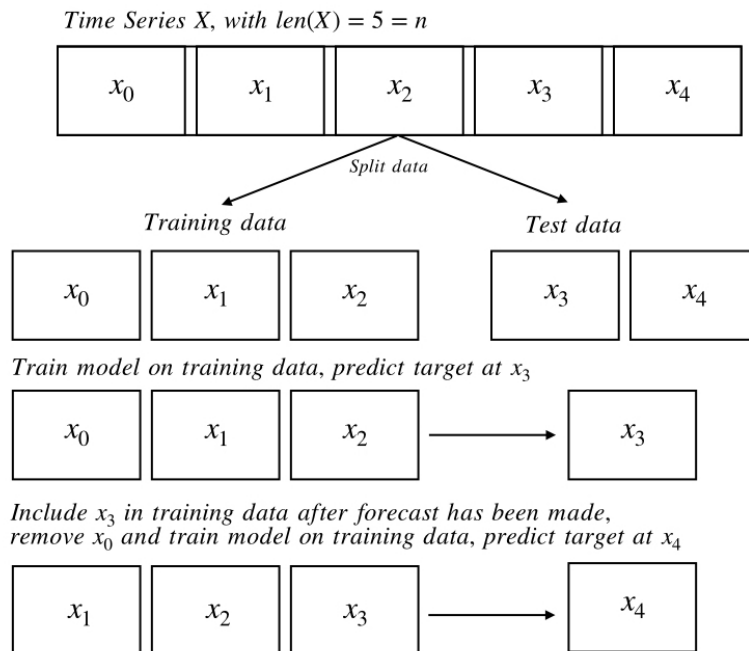 Time Series X, with len(X) = 5 = n
x₀ x₁ x₂ x₃ x₄
Split data
Training data Test data
x₀ x₁ x₂ x₃ x₄
Train model on training data, predict target at x₃
x₀ x₁ x₂ x₃
Include x₃ in training data after forecast has been made,
remove x₀ and train model on training data, predict target at x₄
x₁ x₂ x₃ x₄